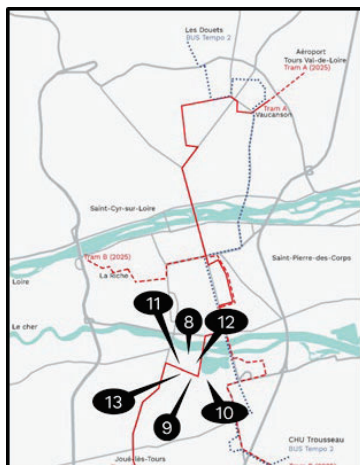 Les Douets
BUS Tempo 2
Aéroport
Tours Val-de-Loire
Tram A (2025)
Tram A
Vaucanson
Saint-Cyr-sur-Loire
Tram B (2025)
La Riche
Saint-Pierre-des-Corps
Loire
Le cher
11
8
12
13
9
10
CHU Trousseau
BUS Tempo 2
Joué-lès-Tours